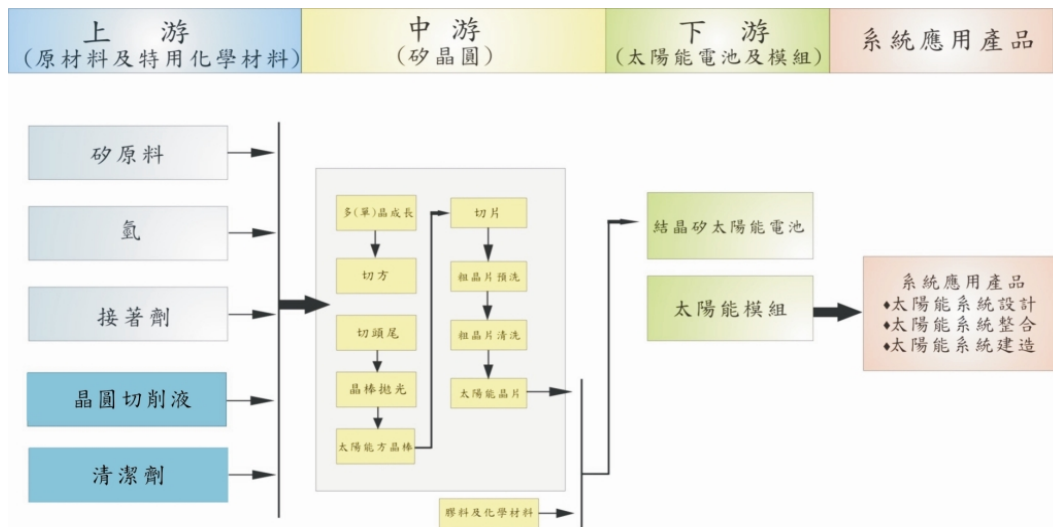 上 游
(原材料及特用化學材料)
中 游
(矽晶圓)
下 游
(太陽能電池及模組)
系統應用產品
矽原料
氬
接著劑
晶圓切削液
清潔劑
多(單)晶成長
切方
切頭尾
晶棒拋光
太陽能方晶棒
切片
粗晶片預洗
粗晶片清洗
太陽能晶片
膠料及化學材料
結晶矽太陽能電池
太陽能模組
系統應用產品
♦太陽能系統設計
♦太陽能系統整合
♦太陽能系統建造